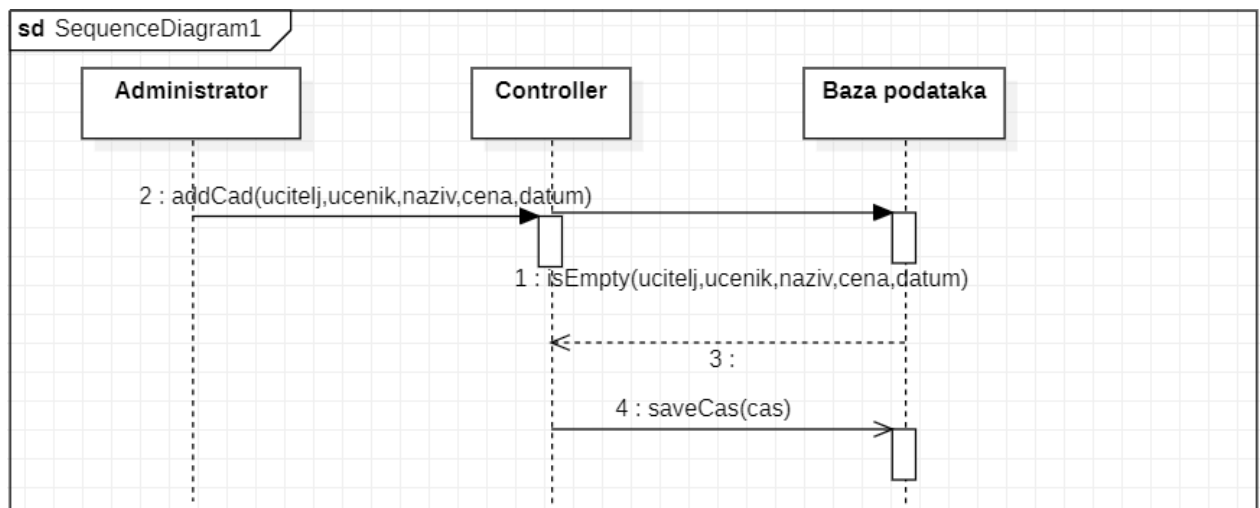 sd SequenceDiagram1
Administrator
Controller
Baza podataka
2 : addCad(ucitelj,ucenik,naziv,cena,datum)
1 : isEmpty(ucitelj,ucenik,naziv,cena,datum)
3 :
4 : saveCas(cas)